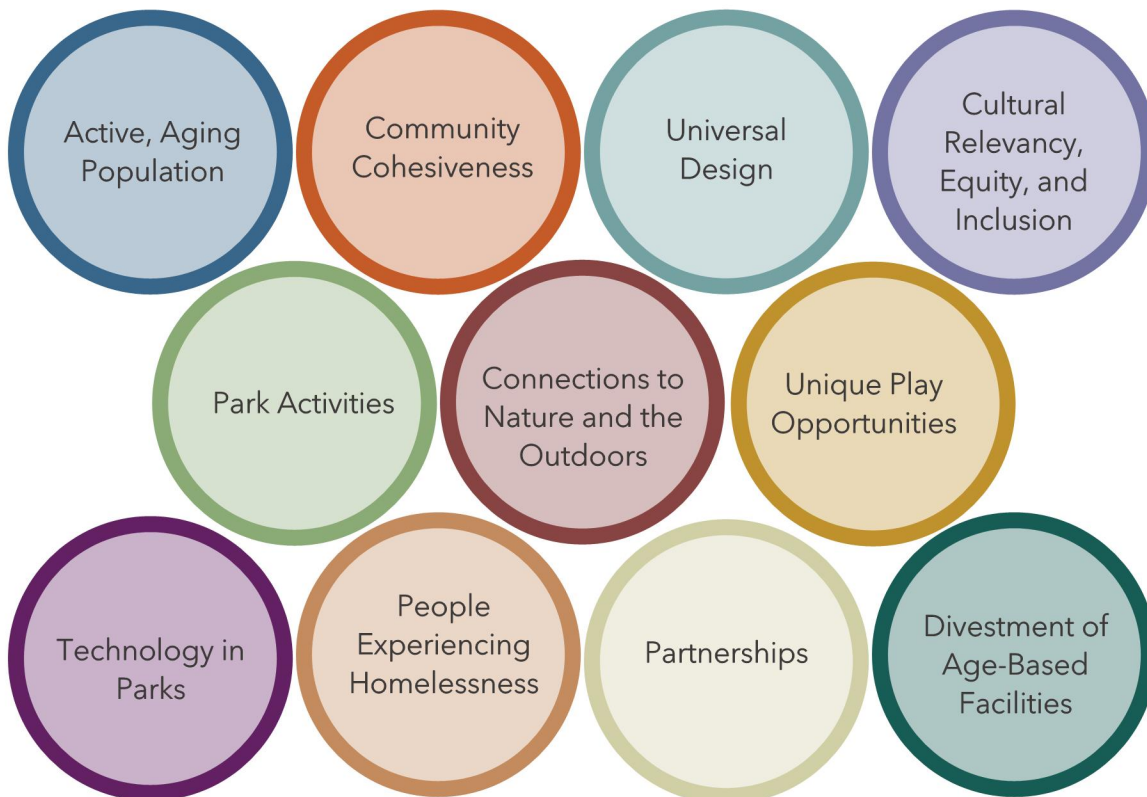 Active, Aging
Population
Community
Cohesiveness
Universal
Design
Cultural
Relevancy,
Equity, and
Inclusion
Park Activities
Connections to
Nature and the
Outdoors
Unique Play
Opportunities
Technology in
Parks
People
Experiencing
Homelessness
Partnerships
Divestment of
Age-Based
Facilities